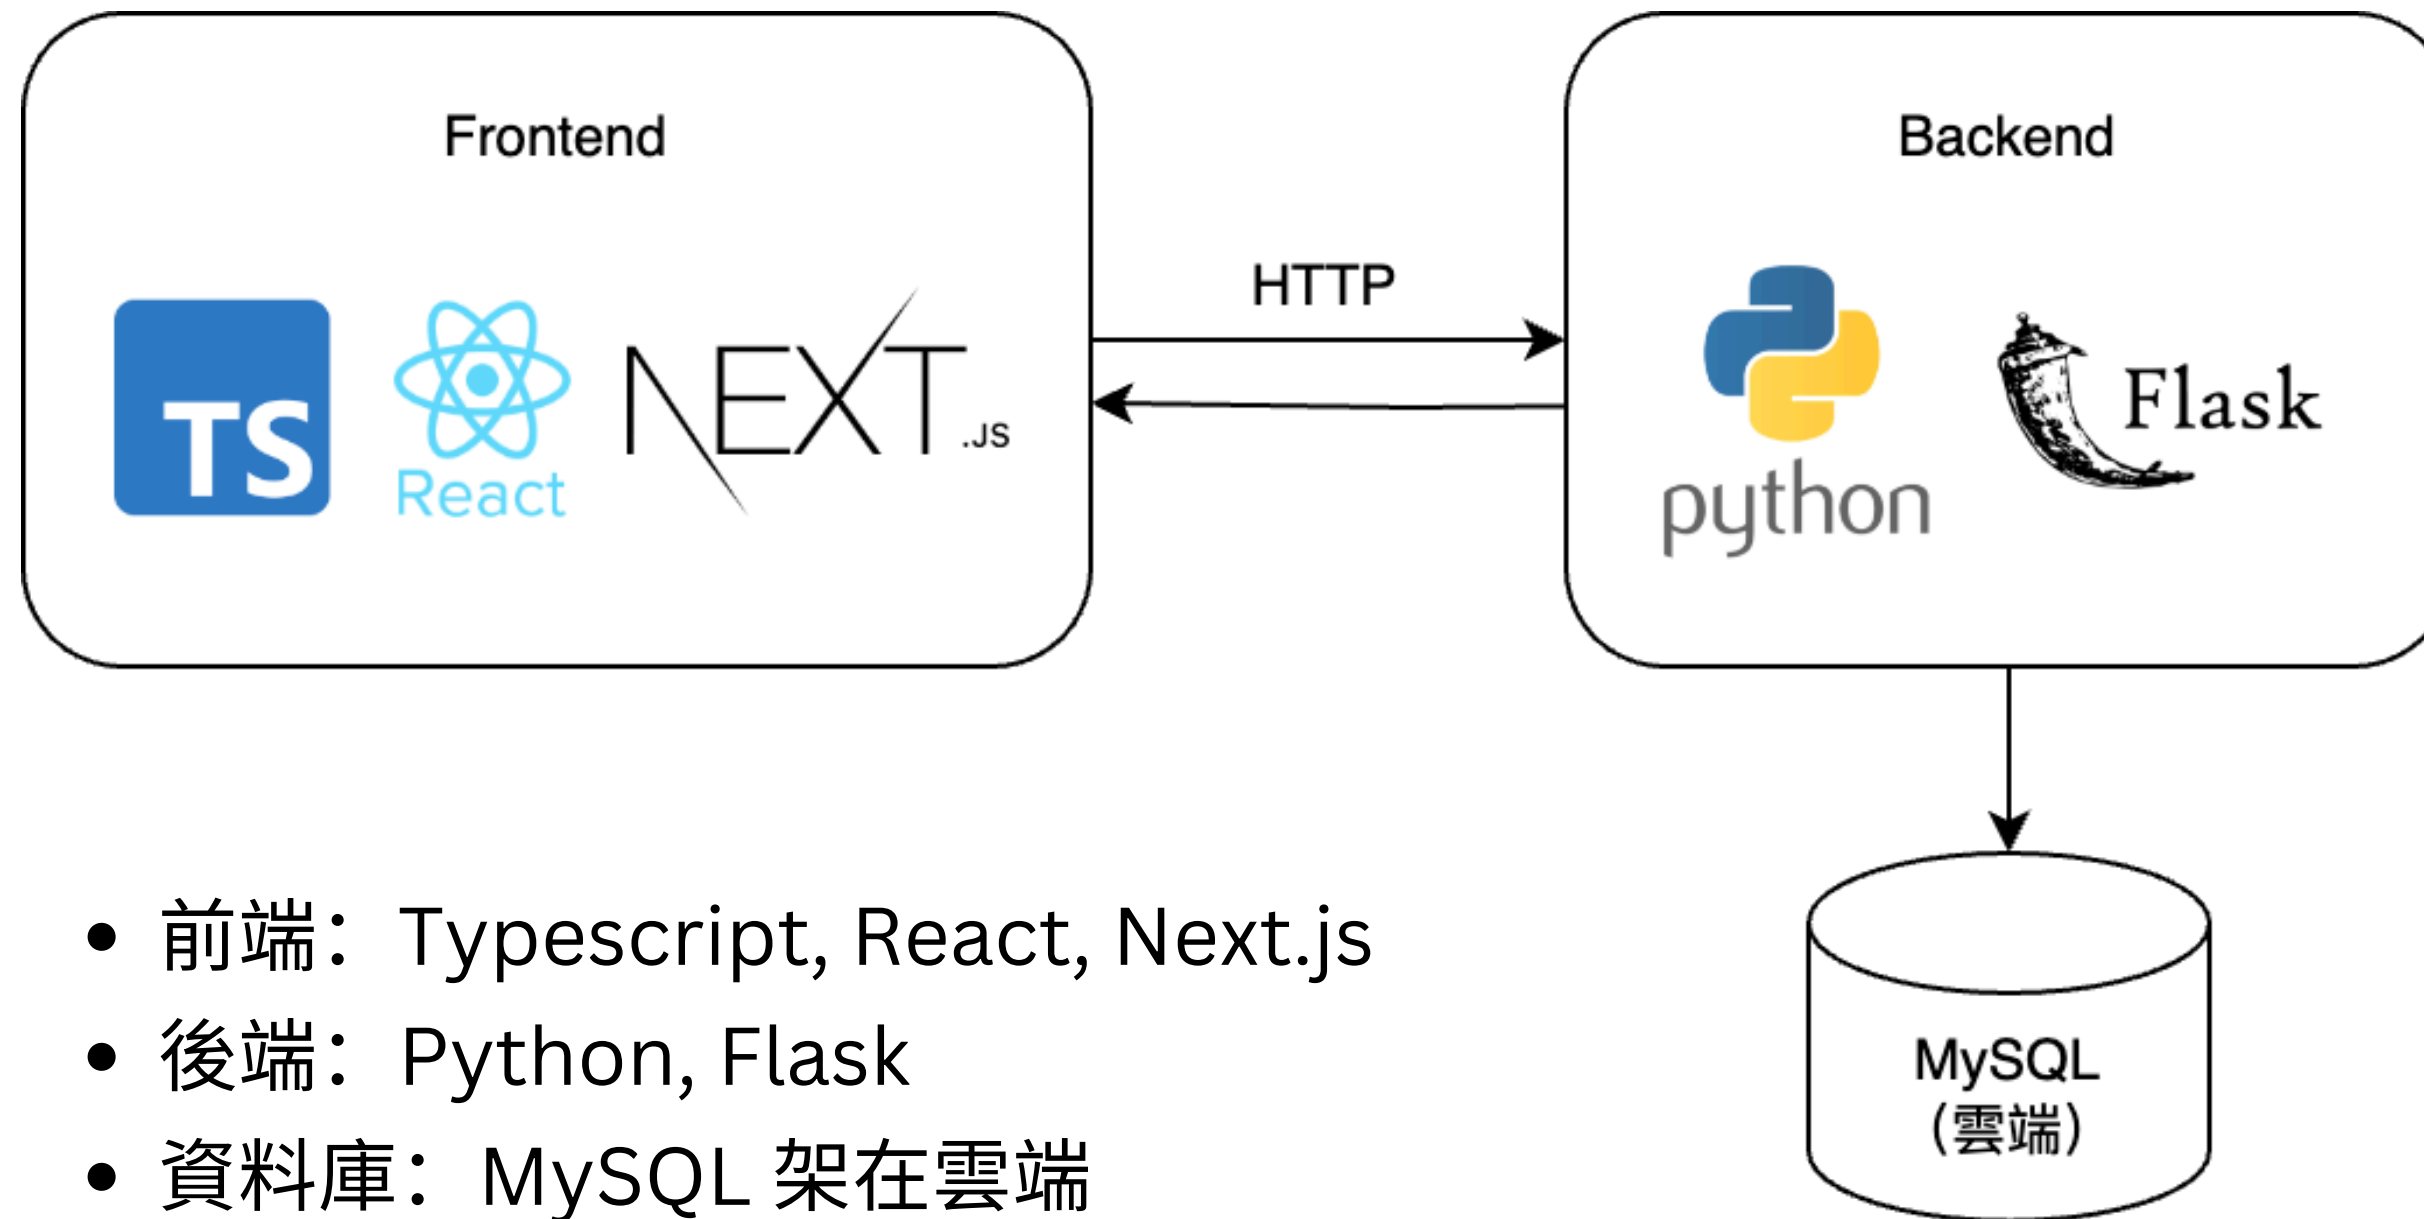 Frontend
Backend
HTTP
TS
React
NEXT.JS
python
Flask
MySQL
(雲端)
• 前端：Typescript, React, Next.js
• 後端：Python, Flask
• 資料庫：MySQL 架在雲端